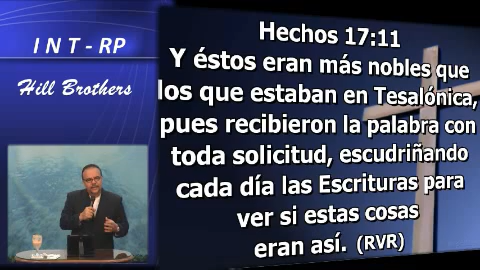 INT-RP
Hill Brothers
Hechos 17:11
Y éstos eran más nobles que
los que estaban en Tesalónica,
pues recibieron la palabra con
toda solicitud, escudriñando
cada día las Escrituras para
ver si estas cosas
eran así. (RVR)